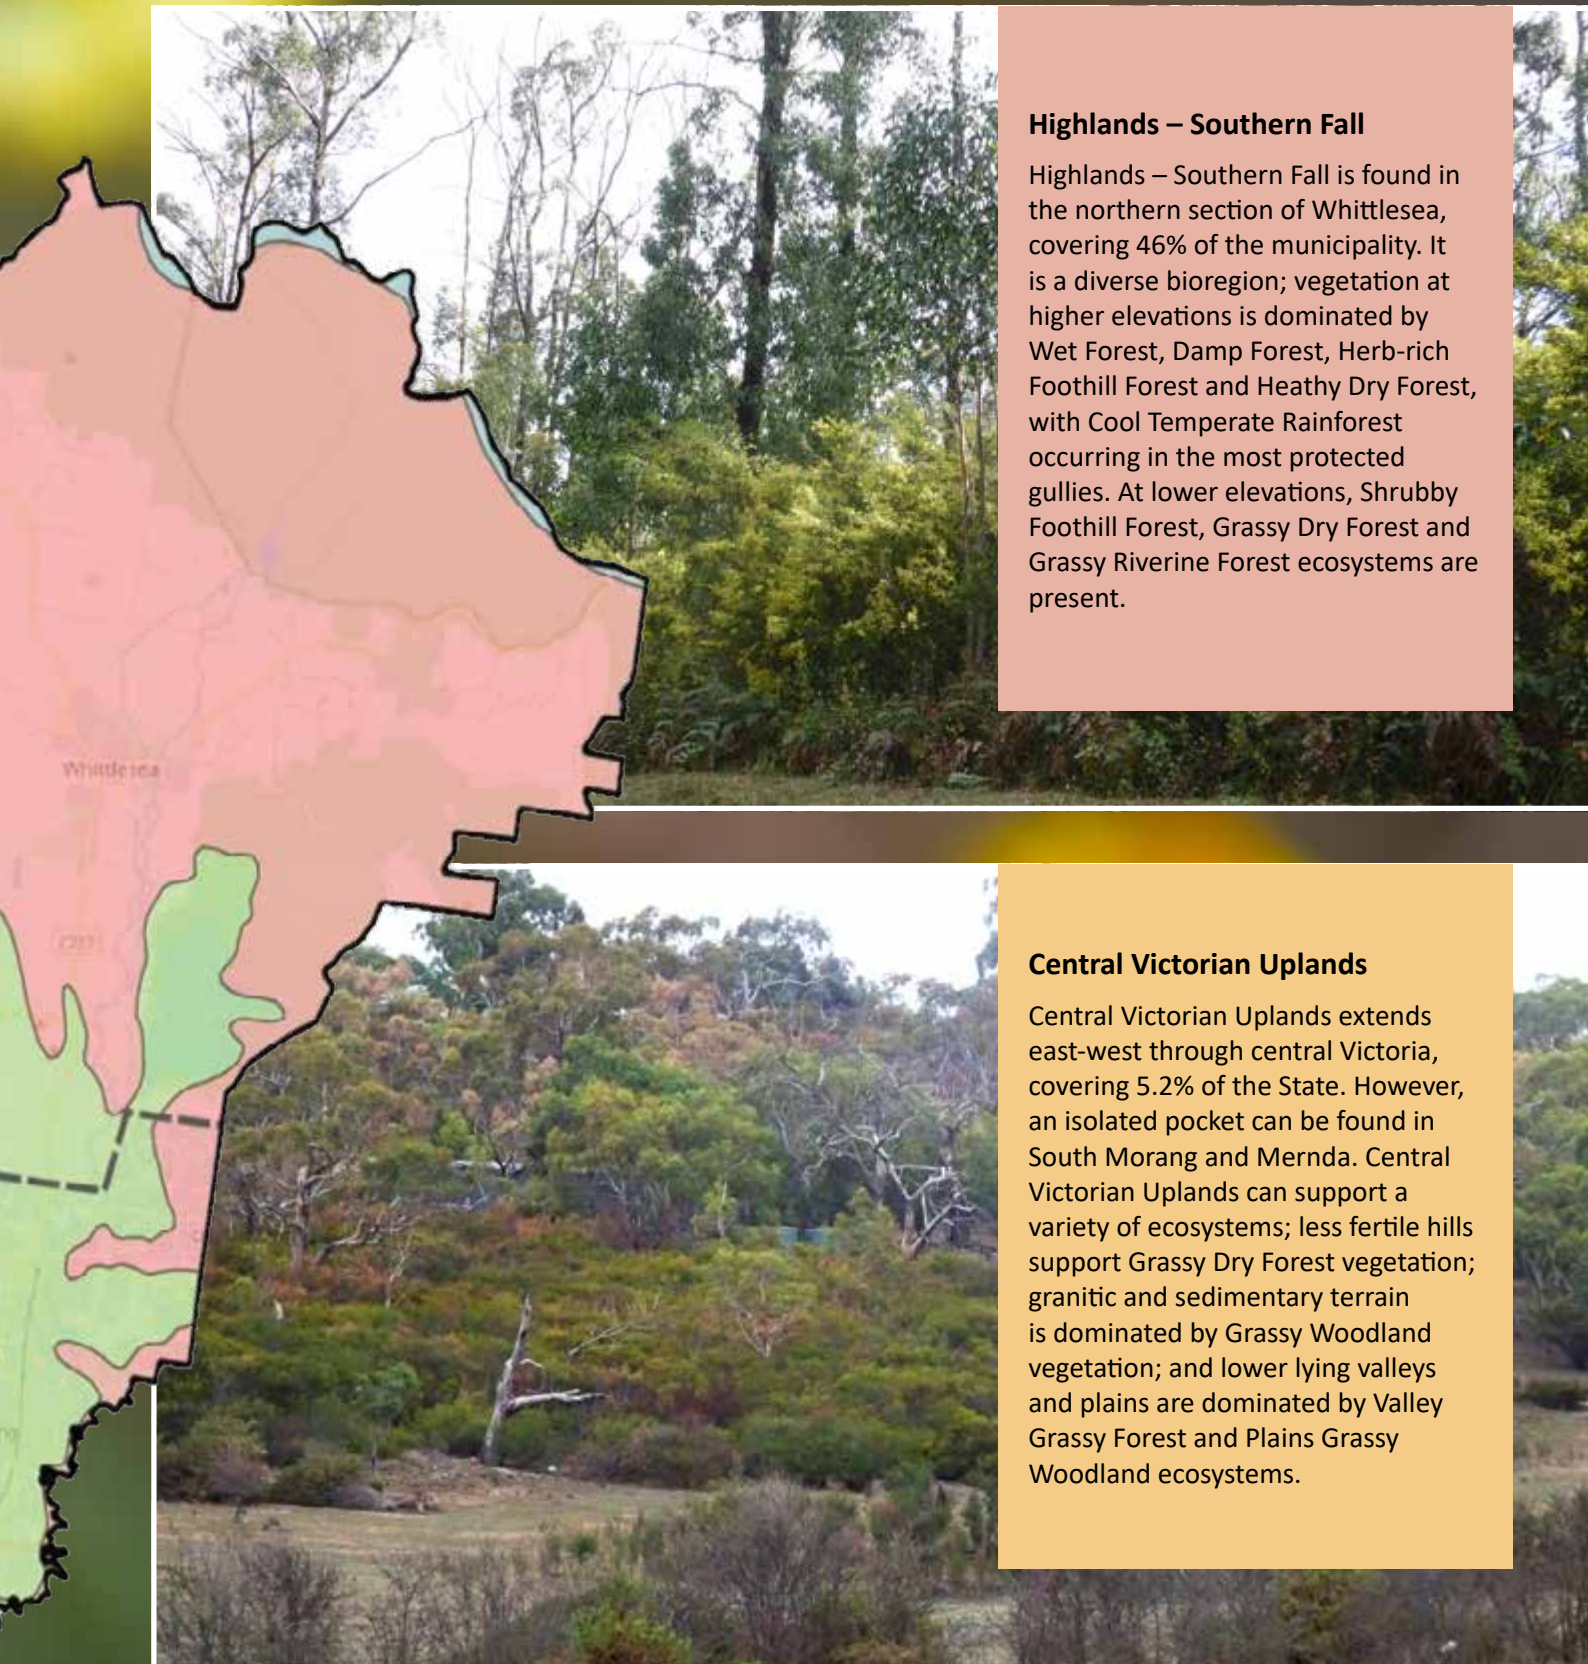 Highlands – Southern Fall
Highlands – Southern Fall is found in
the northern section of Whittlesea,
covering 46% of the municipality. It
is a diverse bioregion; vegetation at
higher elevations is dominated by
Wet Forest, Damp Forest, Herb-rich
Foothill Forest and Heathy Dry Forest,
with Cool Temperate Rainforest
occurring in the most protected
gullies. At lower elevations, Shrubby
Foothill Forest, Grassy Dry Forest and
Grassy Riverine Forest ecosystems are
present.
Whittlesea
Central Victorian Uplands
Central Victorian Uplands extends
east-west through central Victoria,
covering 5.2% of the State. However,
an isolated pocket can be found in
South Morang and Mernda. Central
Victorian Uplands can support a
variety of ecosystems; less fertile hills
support Grassy Dry Forest vegetation;
granitic and sedimentary terrain
is dominated by Grassy Woodland
vegetation; and lower lying valleys
and plains are dominated by Valley
Grassy Forest and Plains Grassy
Woodland ecosystems.